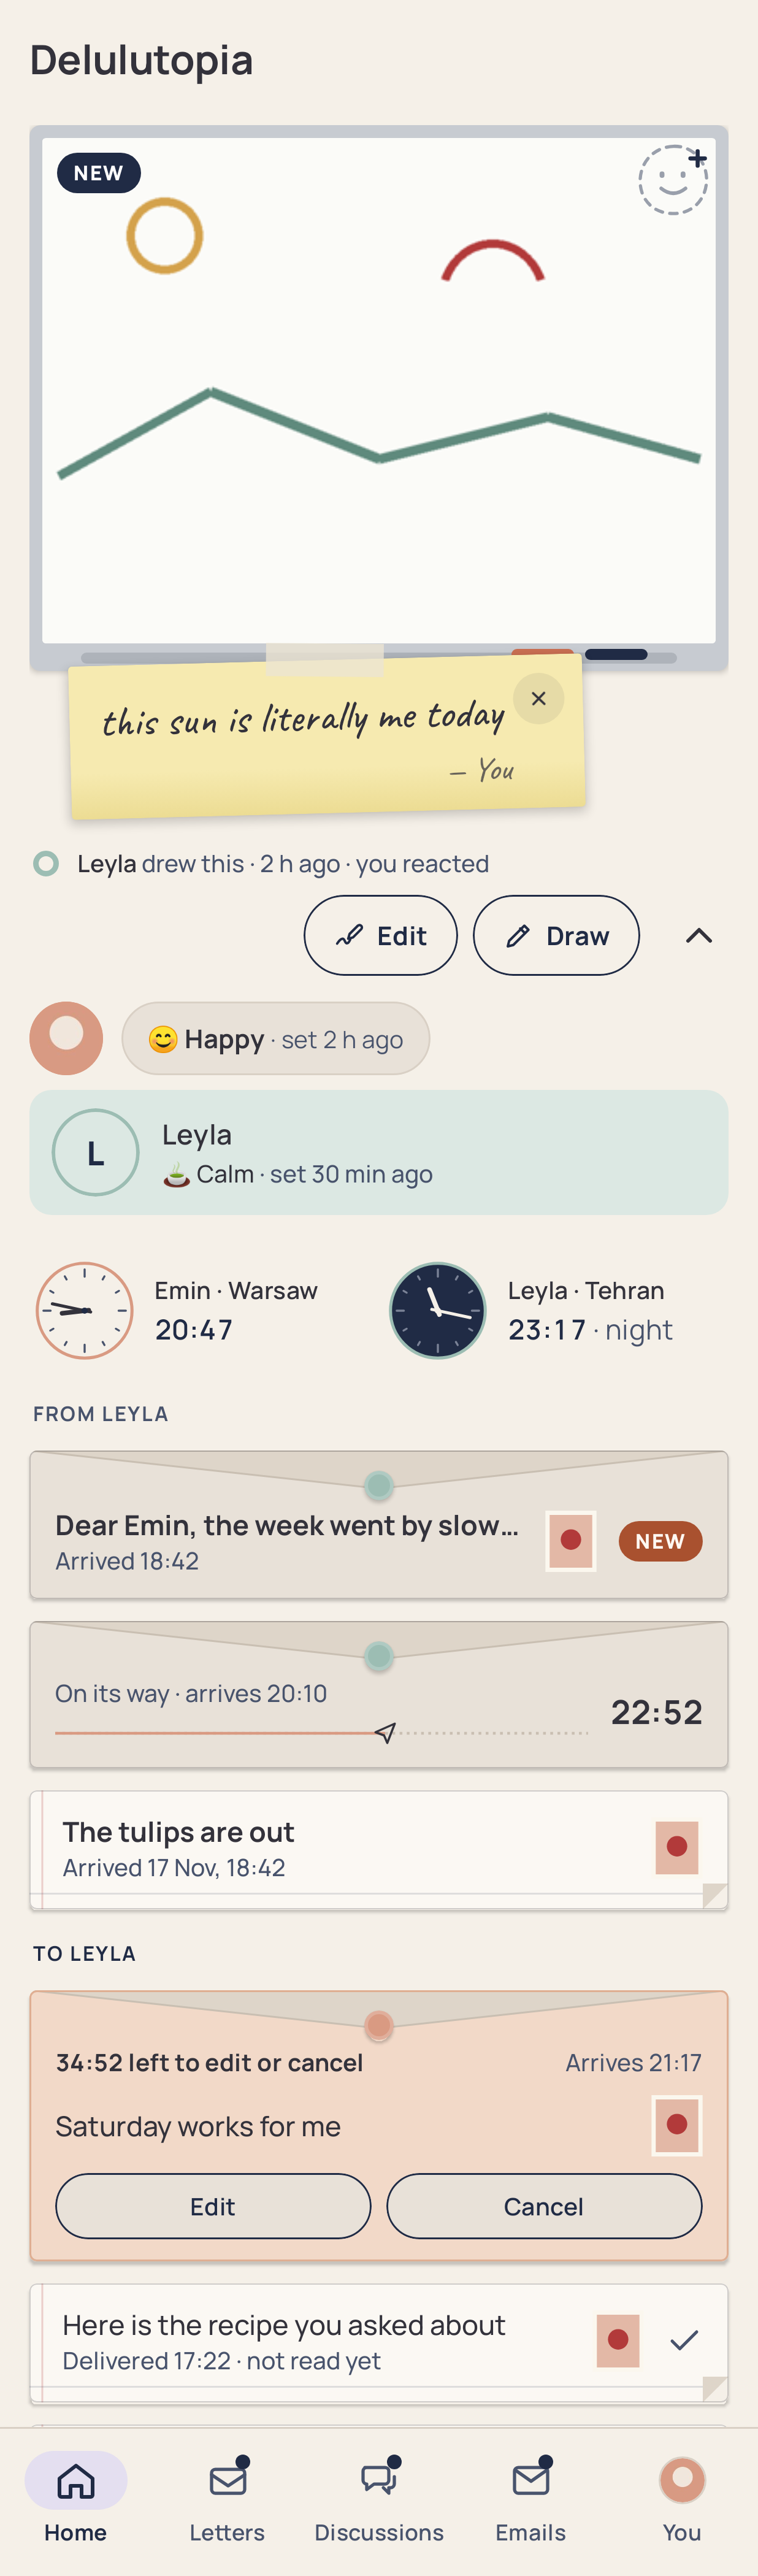 Delulutopia
NEW
this sun is literally me today
– You
Leyla drew this · 2 h ago · you reacted
Edit
Draw
😊 Happy · set 2 h ago
L
Leyla
🍵 Calm · set 30 min ago
Emin · Warsaw
20:47
Leyla · Tehran
23:17 · night
FROM LEYLA
Dear Emin, the week went by slow...
Arrived 18:42
NEW
On its way · arrives 20:10
22:52
The tulips are out
Arrived 17 Nov, 18:42
TO LEYLA
34:52 left to edit or cancel
Arrives 21:17
Saturday works for me
Edit
Cancel
Here is the recipe you asked about
Delivered 17:22 · not read yet
Home
Letters
Discussions
Emails
You